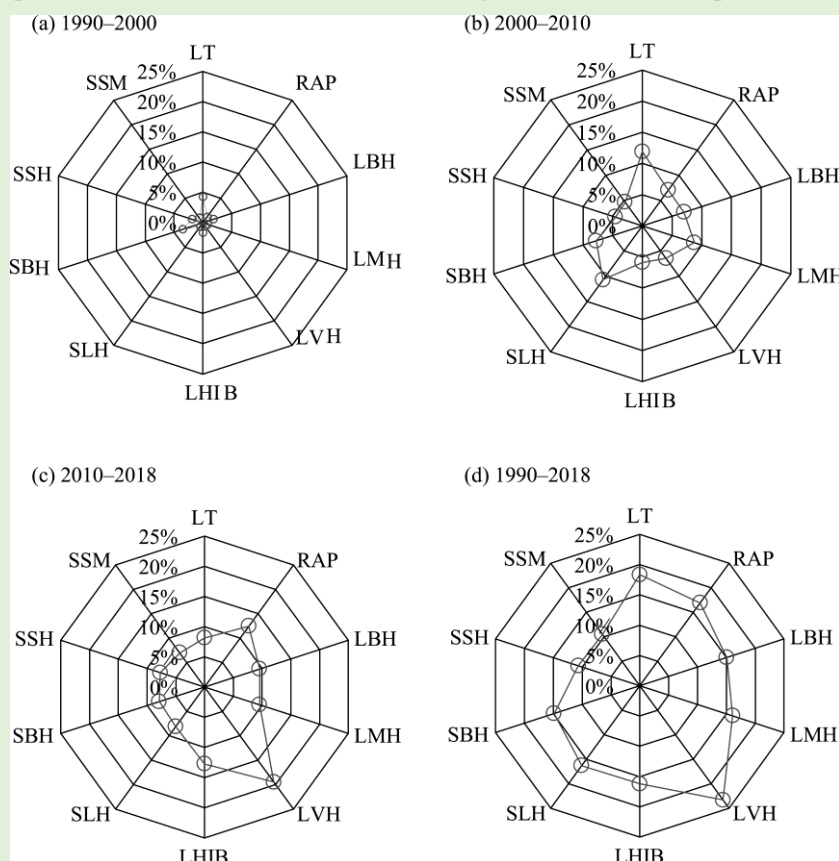 (a) 1990–2000
LT
25%
20%
15%
10%
5%
0%
RAP
LBH
LMH
LVH
LHIB
SLH
SBH
SSH
SSM
(b) 2000–2010
LT
25%
20%
15%
10%
5%
0%
RAP
LBH
LMH
LVH
LHIB
SLH
SBH
SSH
SSM
(c) 2010–2018
LT
25%
20%
15%
10%
5%
0%
RAP
LBH
LMH
LVH
LHIB
SLH
SBH
SSH
SSM
(d) 1990–2018
LT
25%
20%
15%
10%
5%
0%
RAP
LBH
LMH
LVH
LHIB
SLH
SBH
SSH
SSM